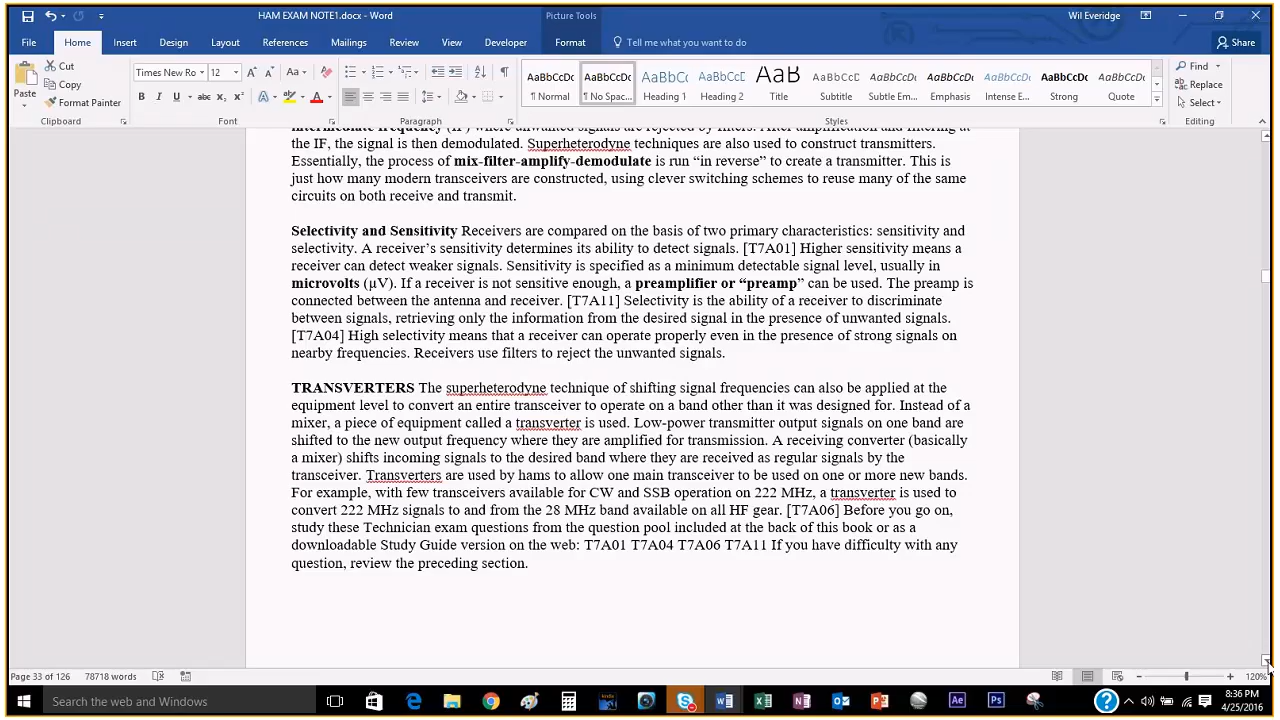 HAM EXAM NOTE1.docx - Word
Picture Tools
Wil Everidge
File Home Insert Design Layout References Mailings Review View Developer Format Tell me what you want to do Share
Paste
Cut
Copy
Format Painter
Clipboard
Times New Ro 12
Font
Paragraph
AaBbCcDc AaBbCcDc AaBbCc AaBbCcDc AaB AaBbCcDc AaBbCcDc AaBbCcDc AaBbCcDc AaBbCcDc AaBbCcDc
¶ Normal ¶ No Spac... Heading 1 Heading 2 Title Subtitle Subtle Em... Emphasis Intense E... Strong Quote
Styles
Find
Replace
Select
Editing
intermediate frequency (IF) where unwanted signals are rejected by filters. After amplification and filtering at
the IF, the signal is then demodulated. Superheterodyne techniques are also used to construct transmitters.
Essentially, the process of mix-filter-amplify-demodulate is run “in reverse” to create a transmitter. This is
just how many modern transceivers are constructed, using clever switching schemes to reuse many of the same
circuits on both receive and transmit.
Selectivity and Sensitivity Receivers are compared on the basis of two primary characteristics: sensitivity and
selectivity. A receiver’s sensitivity determines its ability to detect signals. [T7A01] Higher sensitivity means a
receiver can detect weaker signals. Sensitivity is specified as a minimum detectable signal level, usually in
microvolts (µV). If a receiver is not sensitive enough, a preamplifier or “preamp” can be used. The preamp is
connected between the antenna and receiver. [T7A11] Selectivity is the ability of a receiver to discriminate
between signals, retrieving only the information from the desired signal in the presence of unwanted signals.
[T7A04] High selectivity means that a receiver can operate properly even in the presence of strong signals on
nearby frequencies. Receivers use filters to reject the unwanted signals.
TRANSVERTERS The superheterodyne technique of shifting signal frequencies can also be applied at the
equipment level to convert an entire transceiver to operate on a band other than it was designed for. Instead of a
mixer, a piece of equipment called a transverter is used. Low-power transmitter output signals on one band are
shifted to the new output frequency where they are amplified for transmission. A receiving converter (basically
a mixer) shifts incoming signals to the desired band where they are received as regular signals by the
transceiver. Transverters are used by hams to allow one main transceiver to be used on one or more new bands.
For example, with few transceivers available for CW and SSB operation on 222 MHz, a transverter is used to
convert 222 MHz signals to and from the 28 MHz band available on all HF gear. [T7A06] Before you go on,
study these Technician exam questions from the question pool included at the back of this book or as a
downloadable Study Guide version on the web: T7A01 T7A04 T7A06 T7A11 If you have difficulty with any
question, review the preceding section.
Page 33 of 126 78718 words
120%
Search the web and Windows
8:36 PM
4/25/2016